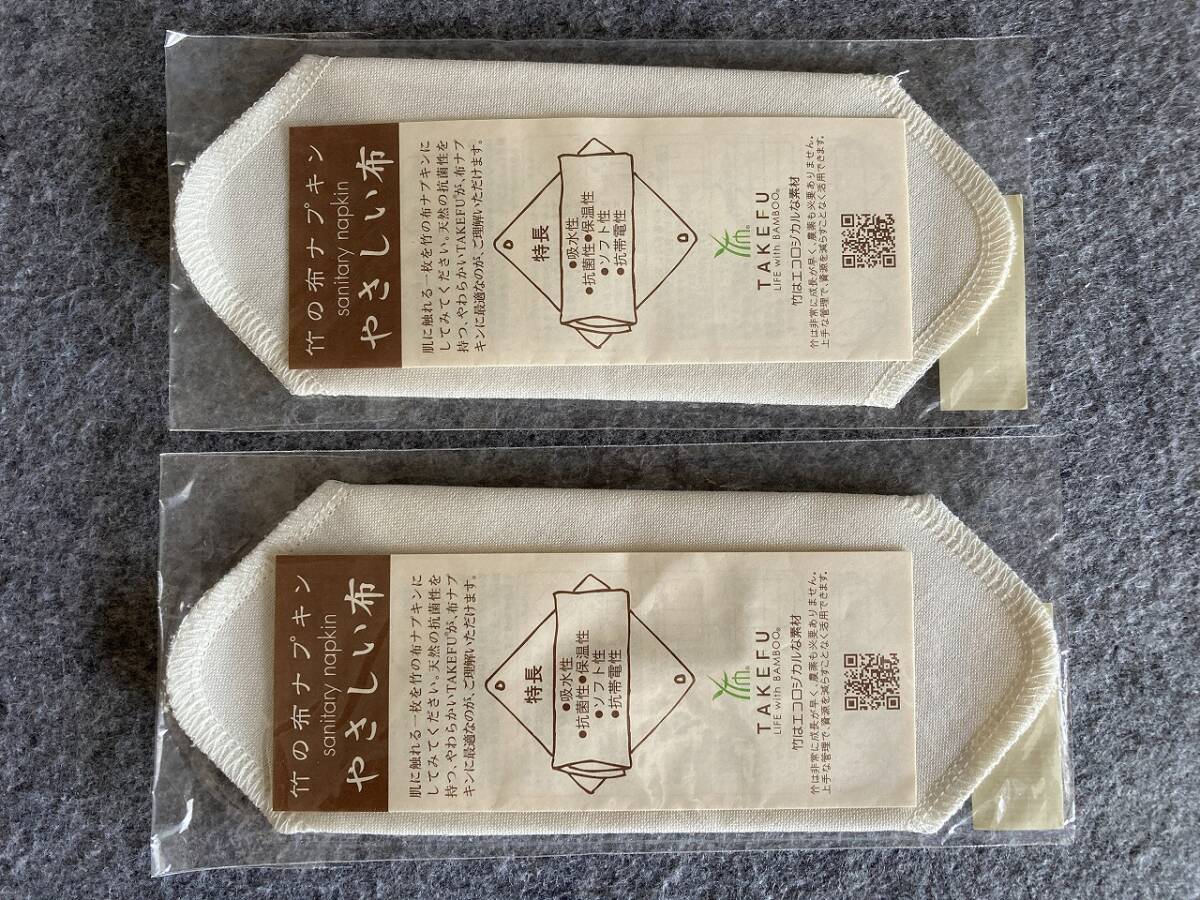 竹の布ナプキン
sanitary napkin
やさしい布
肌に触れる一枚を竹の布ナプキンに
してみてください。天然の抗菌性を
持つ、やわらかいTAKEFU®が、布ナプ
キンに最適なのが、ご理解いただけます。
特長
●吸水性
●抗菌性●保温性
●ソフト性
●抗帯電性
TAKEFU®
LIFE with BAMBOO®
竹はエコロジカルな素材
竹は非常に成長が早く、農薬も必要ありません。
上手な管理で、資源を減らすことなく活用できます。
竹の布ナプキン
sanitary napkin
やさしい布
肌に触れる一枚を竹の布ナプキンに
してみてください。天然の抗菌性を
持つ、やわらかいTAKEFU®が、布ナプ
キンに最適なのが、ご理解いただけます。
特長
●吸水性
●抗菌性●保温性
●ソフト性
●抗帯電性
TAKEFU®
LIFE with BAMBOO®
竹はエコロジカルな素材
竹は非常に成長が早く、農薬も必要ありません。
上手な管理で、資源を減らすことなく活用できます。